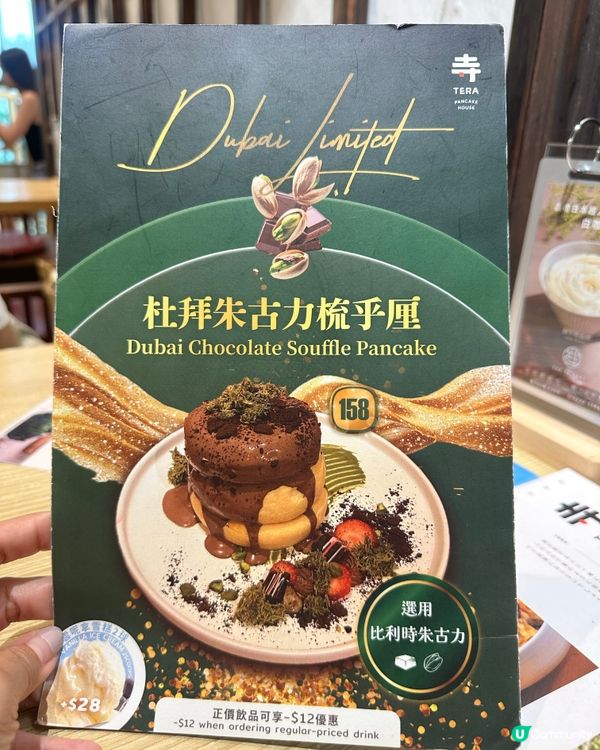 寺
TERA
PANCAKE
HOUSE
Dubai Limited
杜拜朱古力梳乎厘
Dubai Chocolate Souffle Pancake
158
選用
比利時朱古力
+$28
正價飲品可享-$12優惠
-$12 when ordering regular-priced drink
U Community